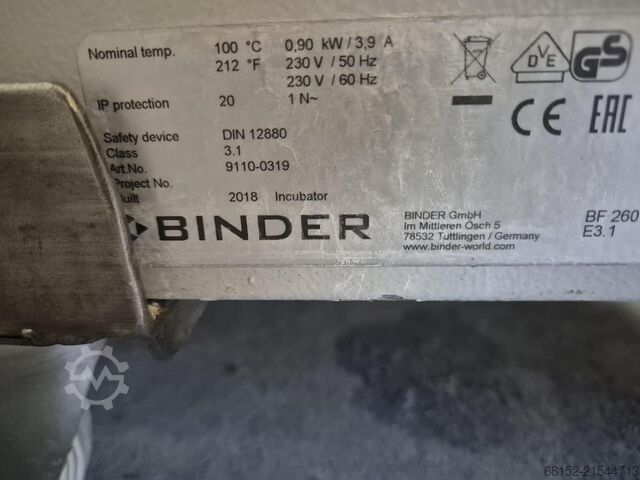 Nominal temp. 100 °C 0,90 kW / 3,9 A
212 °F 230 V / 50 Hz
230 V / 60 Hz
IP protection 20 1 N~
Safety device DIN 12880
Class 3.1
Art.No. 9110-0319
Project No.
Built 2018 Incubator
BINDER
BINDER GmbH
Im Mittleren Ösch 5
78532 Tuttlingen / Germany
www.binder-world.com
BF 260
E3.1
DVE
GS
CE EAC
68152-21544713